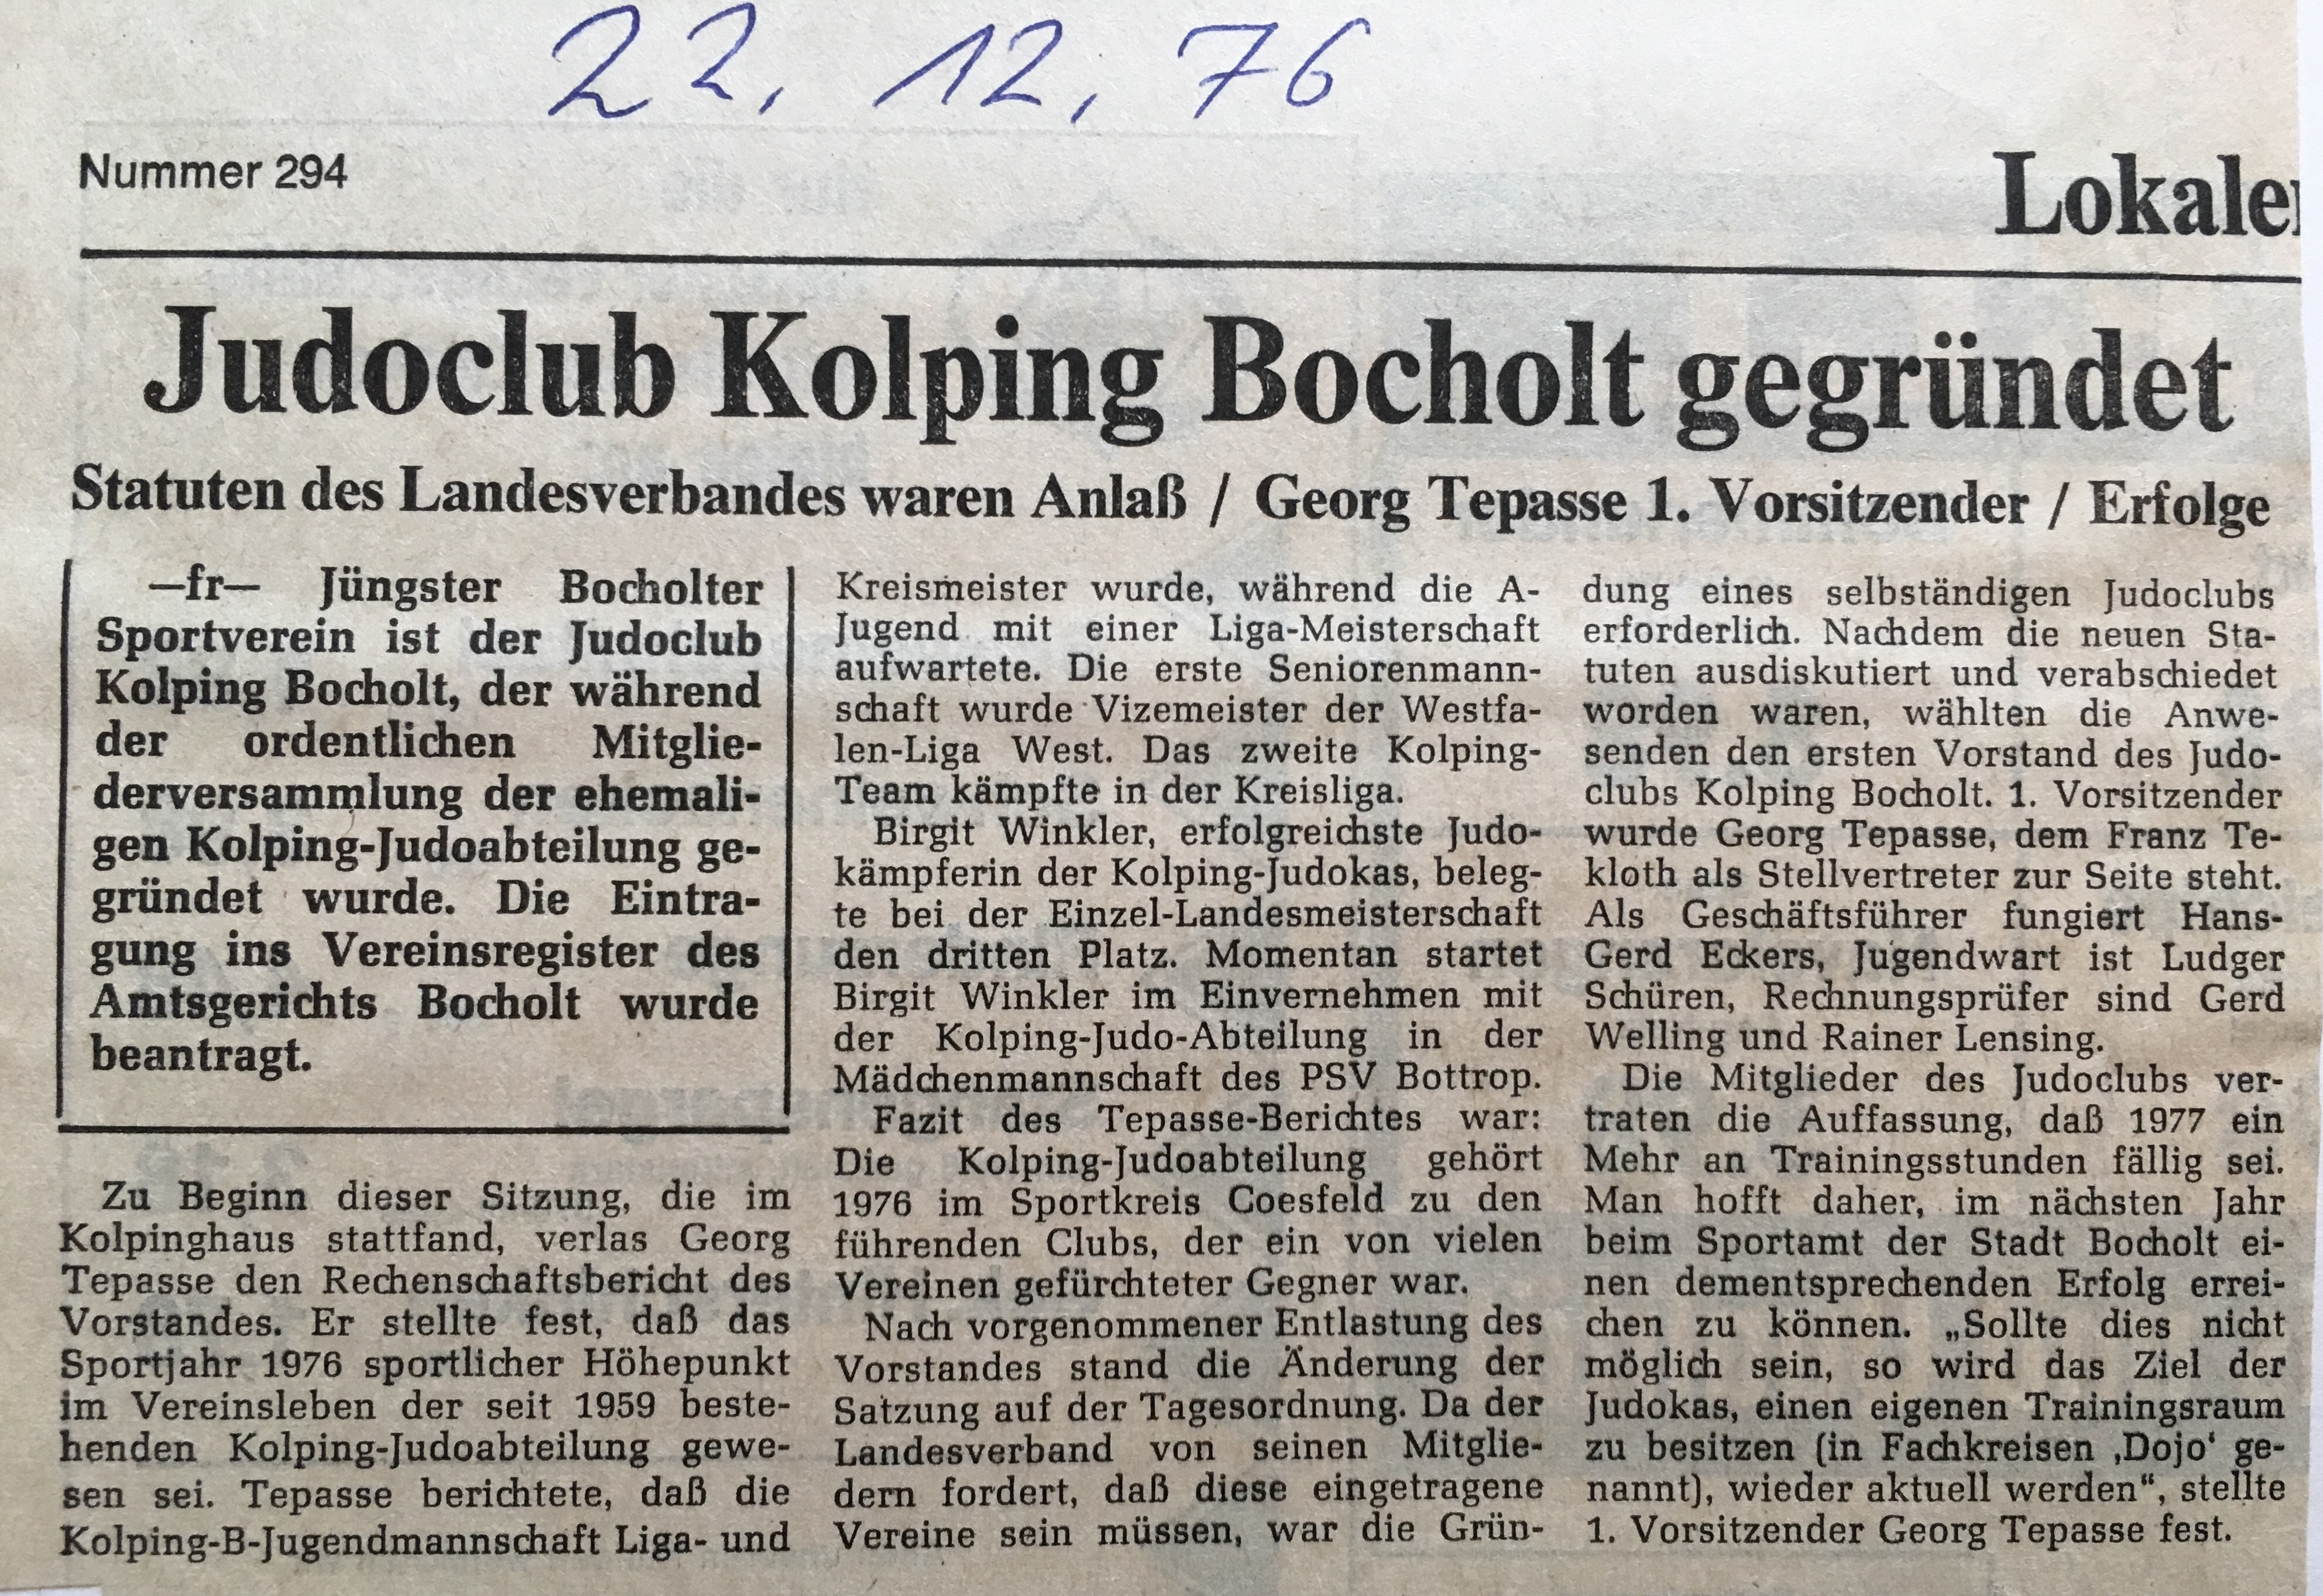 22. 12. 76
Nummer 294
Lokale
Judoclub Kolping Bocholt gegründet
Statuten des Landesverbandes waren Anlaß / Georg Tepasse 1. Vorsitzender / Erfolge
—fr— Jüngster Bocholter
Sportverein ist der Judoclub
Kolping Bocholt, der während
der ordentlichen Mitglie-
derversammlung der ehemali-
gen Kolping-Judoabteilung ge-
gründet wurde. Die Eintra-
gung ins Vereinsregister des
Amtsgerichts Bocholt wurde
beantragt.
Zu Beginn dieser Sitzung, die im
Kolpinghaus stattfand, verlas Georg
Tepasse den Rechenschaftsbericht des
Vorstandes. Er stellte fest, daß das
Sportjahr 1976 sportlicher Höhepunkt
im Vereinsleben der seit 1959 beste-
henden Kolping-Judoabteilung gewe-
sen sei. Tepasse berichtete, daß die
Kolping-B-Jugendmannschaft Liga- und
Kreismeister wurde, während die A-
Jugend mit einer Liga-Meisterschaft
aufwartete. Die erste Seniorenmann-
schaft wurde Vizemeister der Westfa-
len-Liga West. Das zweite Kolping-
Team kämpfte in der Kreisliga.
Birgit Winkler, erfolgreichste Judo-
kämpferin der Kolping-Judokas, beleg-
te bei der Einzel-Landesmeisterschaft
den dritten Platz. Momentan startet
Birgit Winkler im Einvernehmen mit
der Kolping-Judo-Abteilung in der
Mädchenmannschaft des PSV Bottrop.
Fazit des Tepasse-Berichtes war:
Die Kolping-Judoabteilung gehört
1976 im Sportkreis Coesfeld zu den
führenden Clubs, der ein von vielen
Vereinen gefürchteter Gegner war.
Nach vorgenommener Entlastung des
Vorstandes stand die Änderung der
Satzung auf der Tagesordnung. Da der
Landesverband von seinen Mitglie-
dern fordert, daß diese eingetragene
Vereine sein müssen, war die Grün-
dung eines selbständigen Judoclubs
erforderlich. Nachdem die neuen Sta-
tuten ausdiskutiert und verabschiedet
worden waren, wählten die Anwe-
senden den ersten Vorstand des Judo-
clubs Kolping Bocholt. 1. Vorsitzender
wurde Georg Tepasse, dem Franz Te-
kloth als Stellvertreter zur Seite steht.
Als Geschäftsführer fungiert Hans-
Gerd Eckers, Jugendwart ist Ludger
Schüren, Rechnungsprüfer sind Gerd
Welling und Rainer Lensing.
Die Mitglieder des Judoclubs ver-
traten die Auffassung, daß 1977 ein
Mehr an Trainingsstunden fällig sei.
Man hofft daher, im nächsten Jahr
beim Sportamt der Stadt Bocholt ei-
nen dementsprechenden Erfolg errei-
chen zu können. „Sollte dies nicht
möglich sein, so wird das Ziel der
Judokas, einen eigenen Trainingsraum
zu besitzen (in Fachkreisen ‚Dojo‘ ge-
nannt), wieder aktuell werden“, stellte
1. Vorsitzender Georg Tepasse fest.